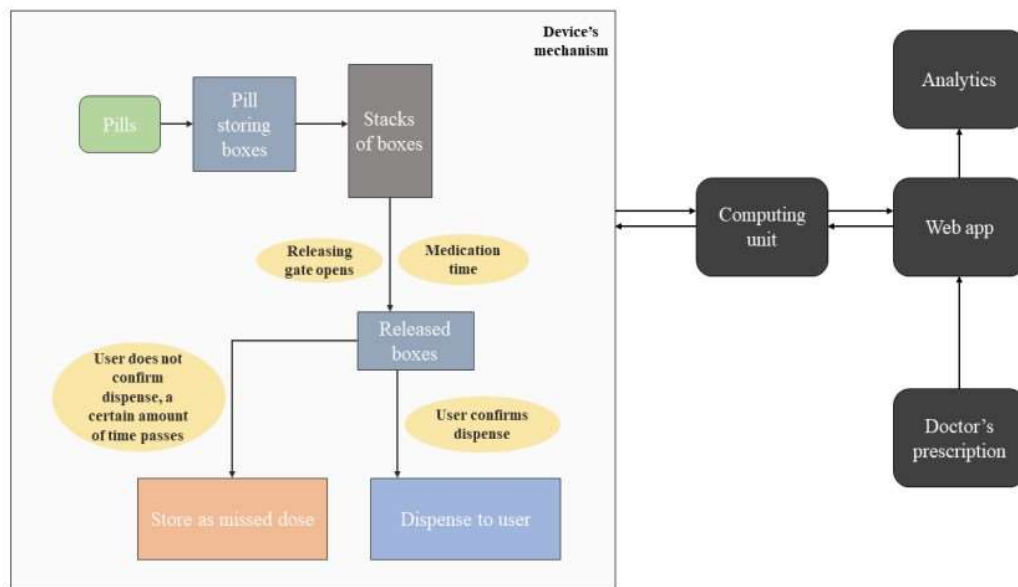 Device's
mechanism
Pills
Pill
storing
boxes
Stacks
of boxes
Releasing
gate opens
Medication
time
Released
boxes
User does not
confirm
dispense, a
certain amount
of time passes
User confirms
dispense
Store as missed dose
Dispense to user
Computing
unit
Analytics
Web app
Doctor's
prescription